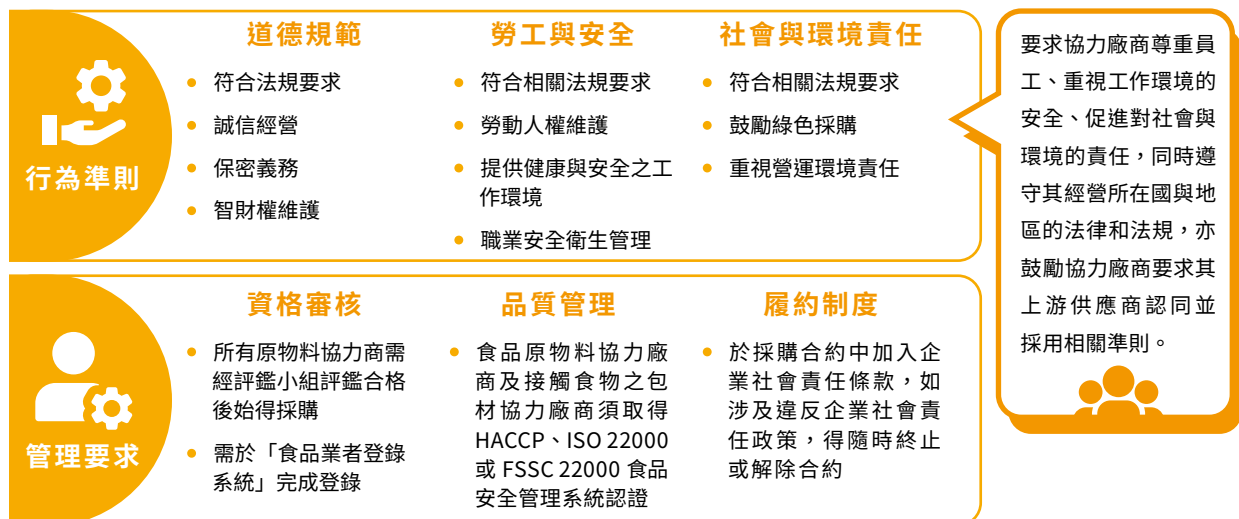 行為準則
道德規範
符合法規要求
誠信經營
保密義務
智財權維護
勞工與安全
符合相關法規要求
勞動人權維護
提供健康與安全之工
作環境
職業安全衛生管理
社會與環境責任
符合相關法規要求
鼓勵綠色採購
重視營運環境責任
要求協力廠商尊重員
工、重視工作環境的
安全、促進對社會與
環境的責任，同時遵
守其經營所在國與地
區的法律和法規，亦
鼓勵協力廠商要求其
上游供應商認同並
採用相關準則。
管理要求
資格審核
所有原物料協力商需
經評鑑小組評鑑合格
後始得採購
需於「食品業者登錄
系統」完成登錄
品質管理
食品原物料協力廠
商及接觸食物之包
材協力廠商須取得
HACCP、ISO 22000
或 FSSC 22000 食品
安全管理系統認證
履約制度
於採購合約中加入企
業社會責任條款，如
涉及違反企業社會責
任政策，得隨時終止
或解除合約